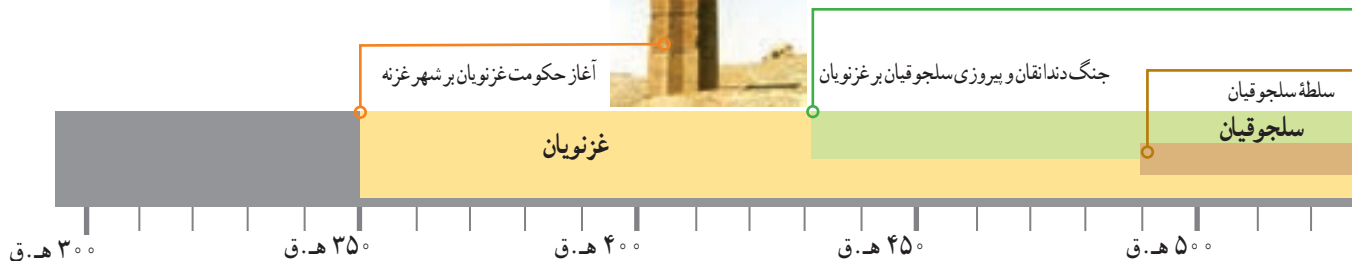 آغاز حکومت غزنویان بر شهر غزنه
جنگ دندانقان و پیروزی سلجوقیان بر غزنویان
سلطهٔ سلجوقیان
غزنویان
سلجوقیان
۳۰۰ هـ.ق
۳۵۰ هـ.ق
۴۰۰ هـ.ق
۴۵۰ هـ.ق
۵۰۰ هـ.ق